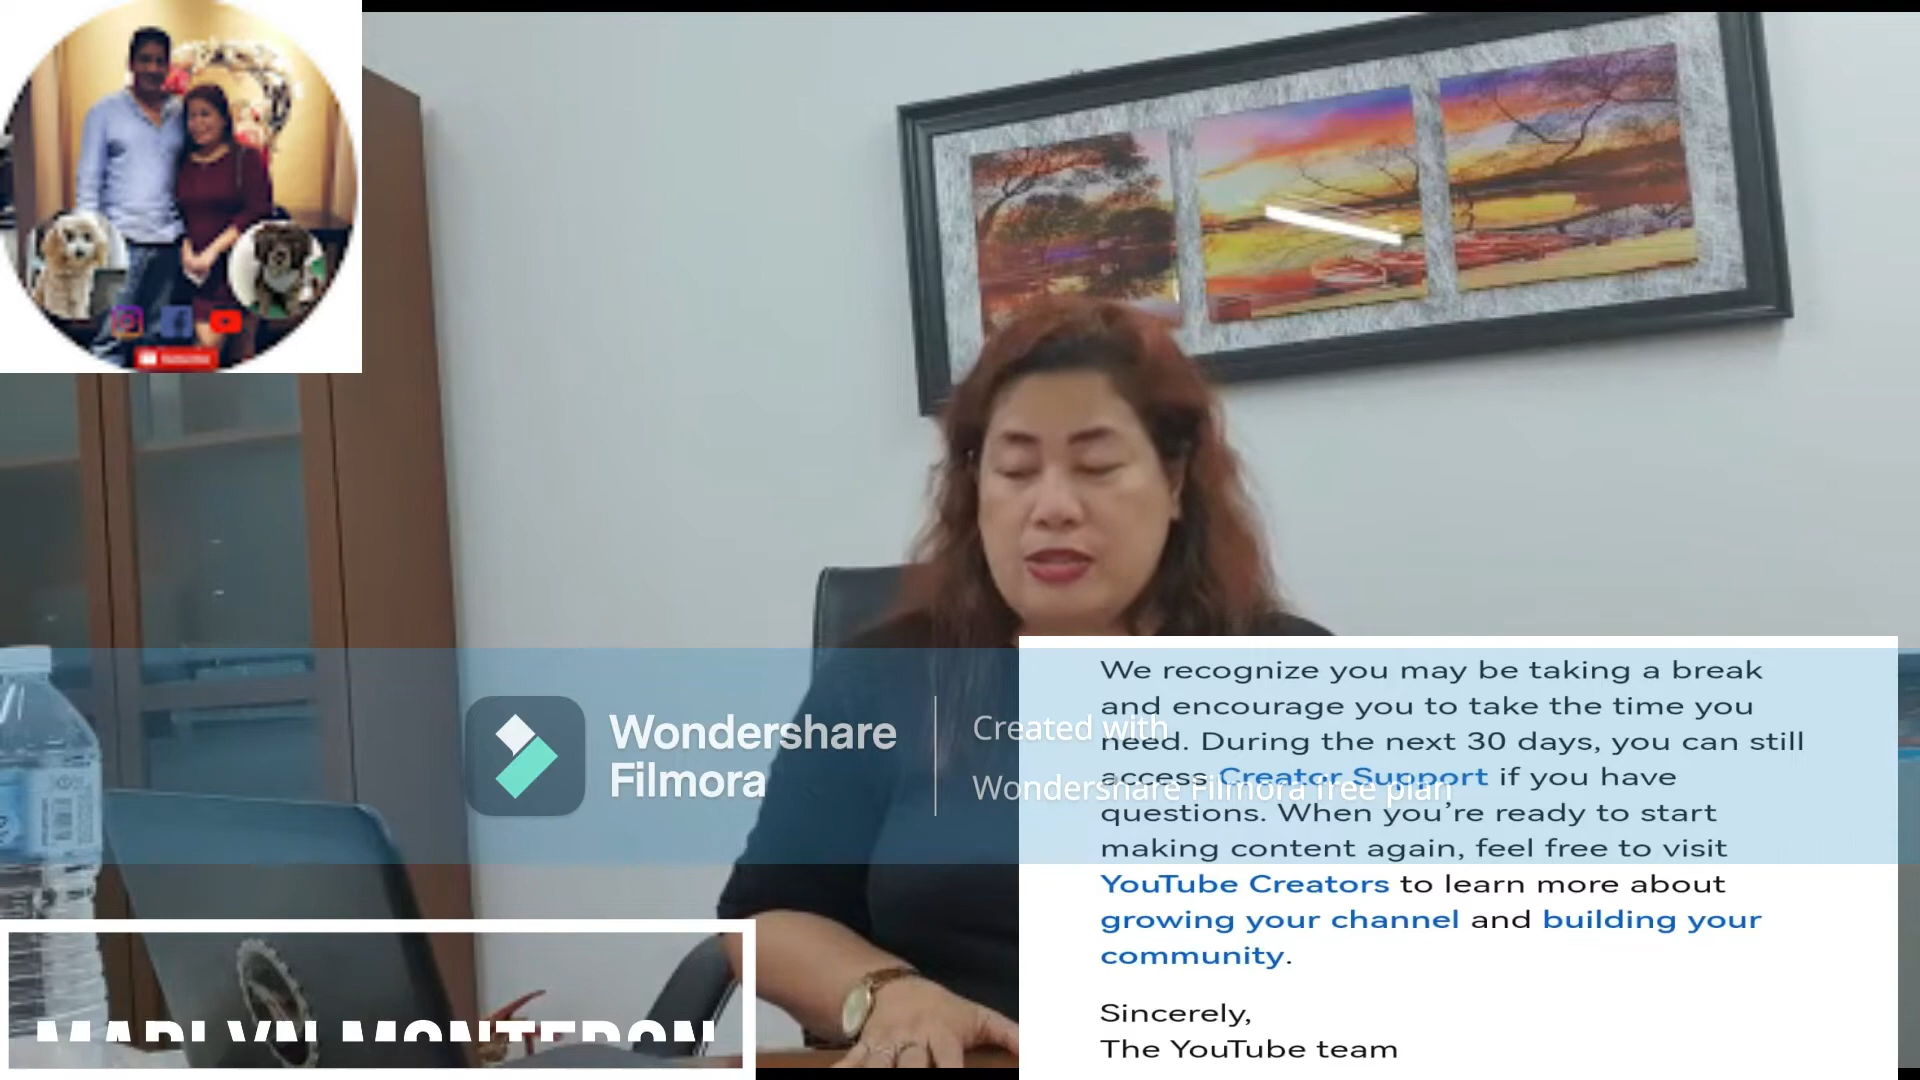 Wondershare
Filmora
Created with
Wondershare Filmora free plan
We recognize you may be taking a break
and encourage you to take the time you
need. During the next 30 days, you can still
access Creator Support if you have
questions. When you're ready to start
making content again, feel free to visit
YouTube Creators to learn more about
growing your channel and building your
community.
Sincerely,
The YouTube team
MARLYN MONTERON